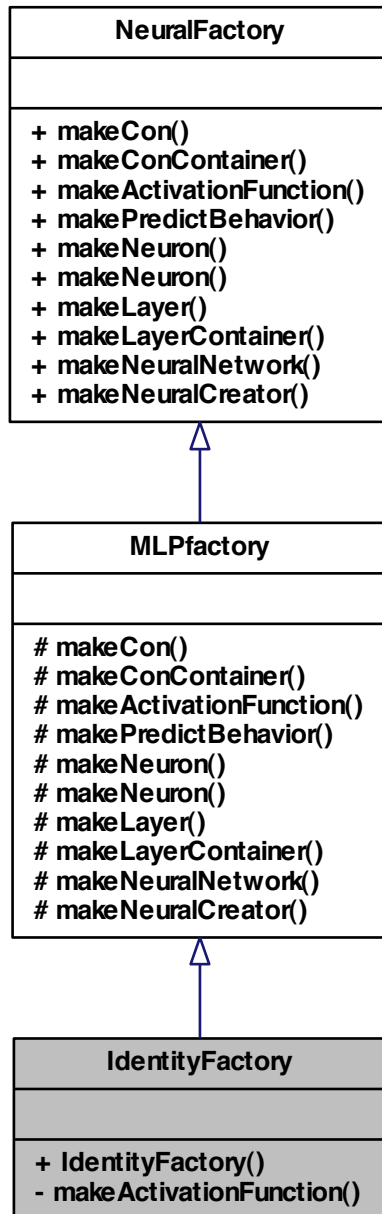 NeuralFactory
+ makeCon()
+ makeConContainer()
+ makeActivationFunction()
+ makePredictBehavior()
+ makeNeuron()
+ makeNeuron()
+ makeLayer()
+ makeLayerContainer()
+ makeNeuralNetwork()
+ makeNeuralCreator()
MLPfactory
# makeCon()
# makeConContainer()
# makeActivationFunction()
# makePredictBehavior()
# makeNeuron()
# makeNeuron()
# makeLayer()
# makeLayerContainer()
# makeNeuralNetwork()
# makeNeuralCreator()
IdentityFactory
+ IdentityFactory()
- makeActivationFunction()